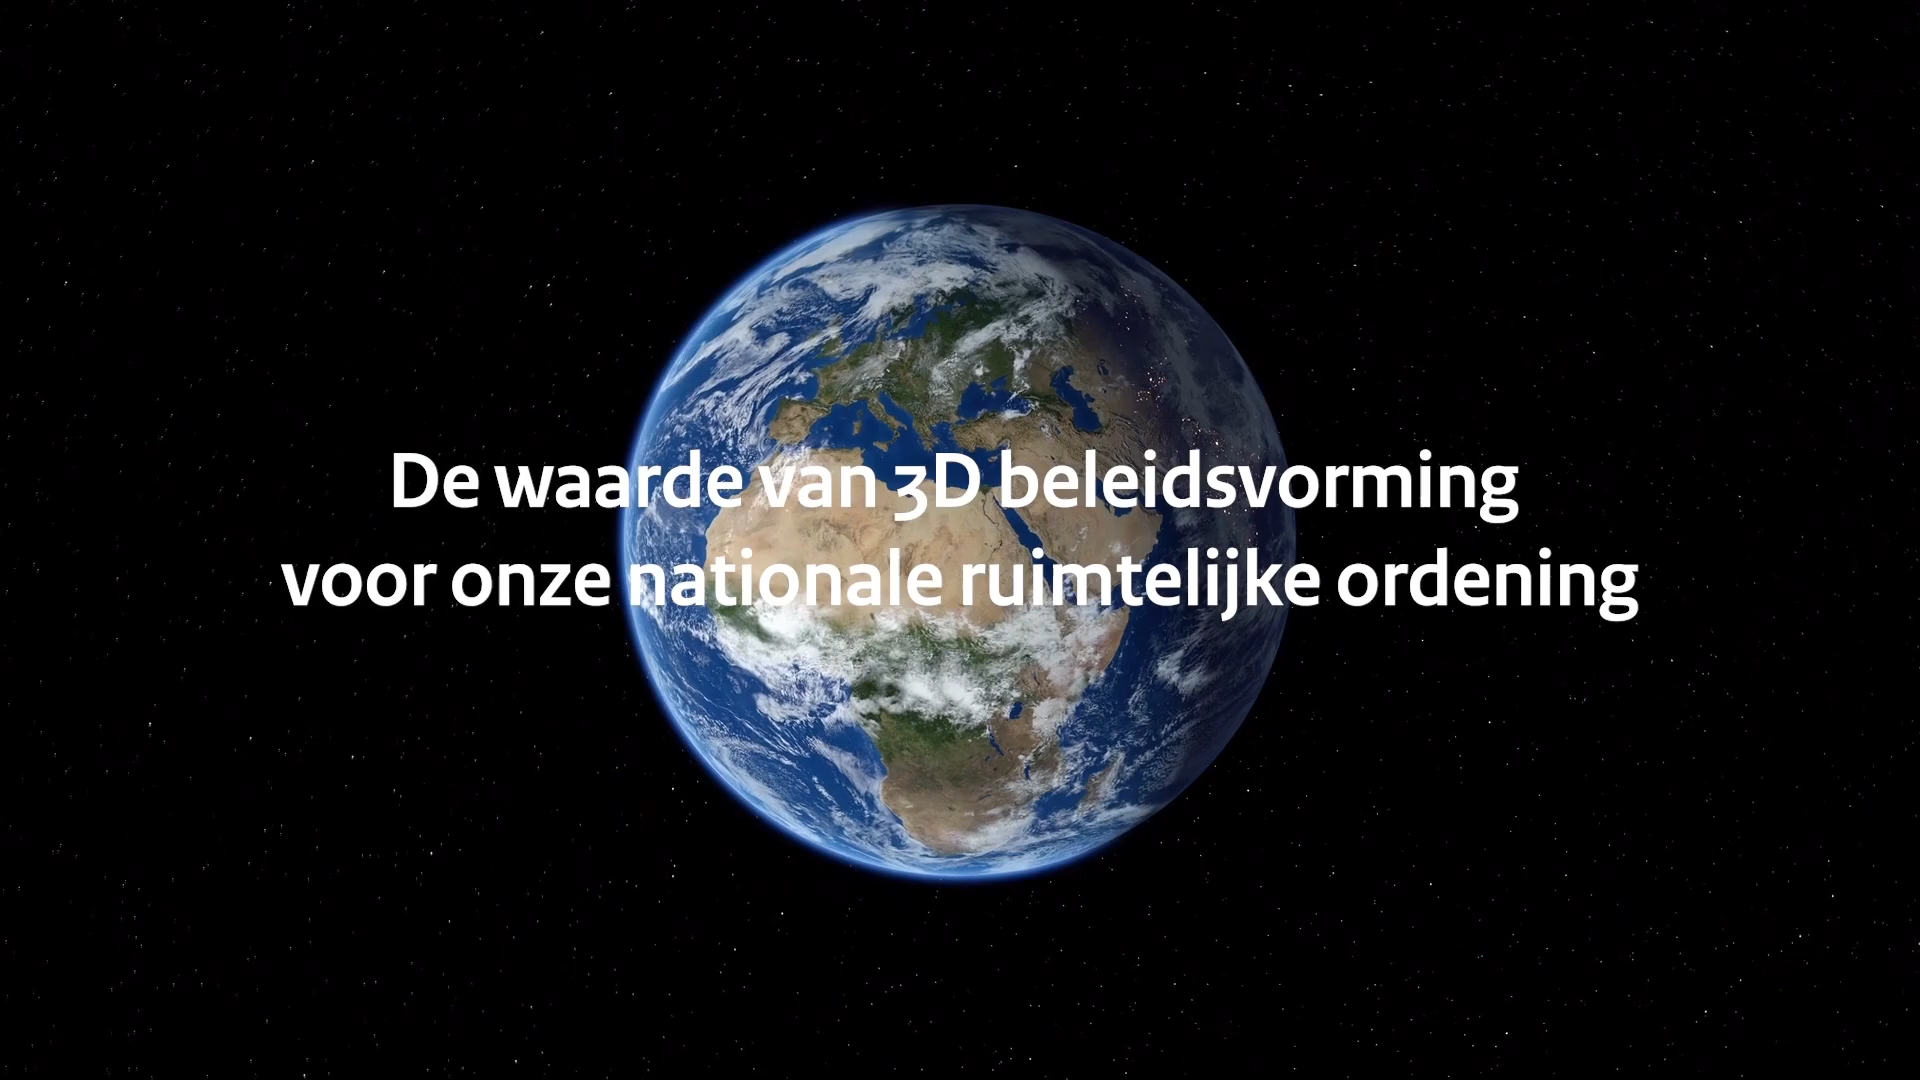 De waarde van 3D beleidsvorming
voor onze nationale ruimtelijke ordening